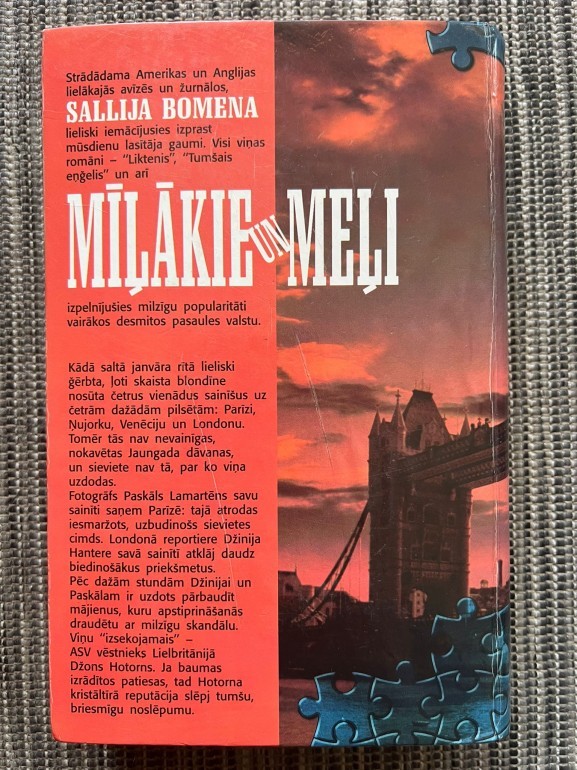 Strādādama Amerikas un Anglijas
lielākajās avīzēs un žurnālos,
SALLIJA BOMENA
lieliski iemācījusies izprast
mūsdienu lasītāja gaumi. Visi viņas
romāni – "Liktenis", "Tumšais
eņģelis" un arī
MĪĻĀKIE UN MEĻI
izpelnījušies milzīgu popularitāti
vairākos desmitos pasaules valstu.
Kādā saltā janvāra rītā lieliski
ģērbta, ļoti skaista blondīne
nosūta četrus vienādus sainīšus uz
četrām dažādām pilsētām: Parīzi,
Ņujorku, Venēciju un Londonu.
Tomēr tās nav nevainīgas,
nokavētas Jaungada dāvanas,
un sieviete nav tā, par ko viņa
uzdodas.
Fotogrāfs Paskāls Lamartēns savu
sainīti saņem Parīzē: tajā atrodas
iesmaržots, uzbudinošs sievietes
cimds. Londonā reportiere Džinija
Hantere savā sainītī atklāj daudz
biedinošākus priekšmetus.
Pēc dažām stundām Džinijai un
Paskālam ir uzdots pārbaudīt
mājienus, kuru apstiprināšanās
draudētu ar milzīgu skandālu.
Viņu "izsekojamais" –
ASV vēstnieks Lielbritānijā
Džons Hotorns. Ja baumas
izrādītos patiesas, tad Hotorna
kristāltīrā reputācija slēpj tumšu,
briesmīgu noslēpumu.